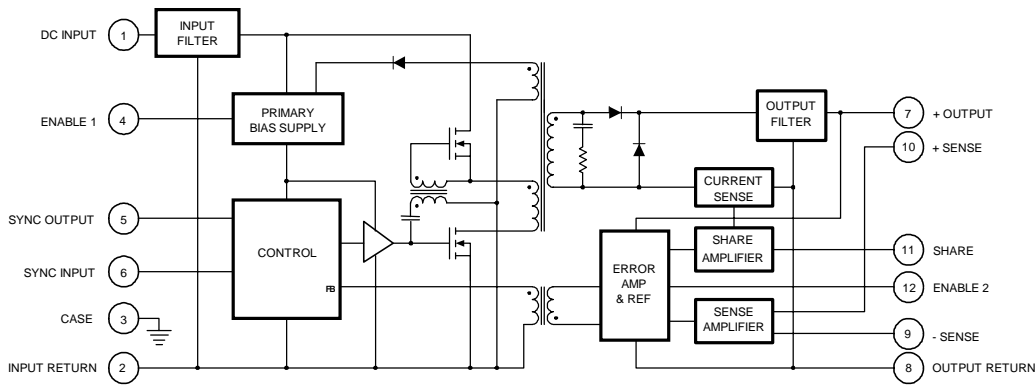 DC INPUT
1
INPUT
FILTER
ENABLE 1
4
PRIMARY
BIAS SUPPLY
SYNC OUTPUT
5
SYNC INPUT
6
CONTROL
FB
CASE
3
INPUT RETURN
2
OUTPUT
FILTER
7
+ OUTPUT
10
+ SENSE
CURRENT
SENSE
SHARE
AMPLIFIER
11
SHARE
ERROR
AMP
& REF
12
ENABLE 2
SENSE
AMPLIFIER
9
- SENSE
8
OUTPUT RETURN